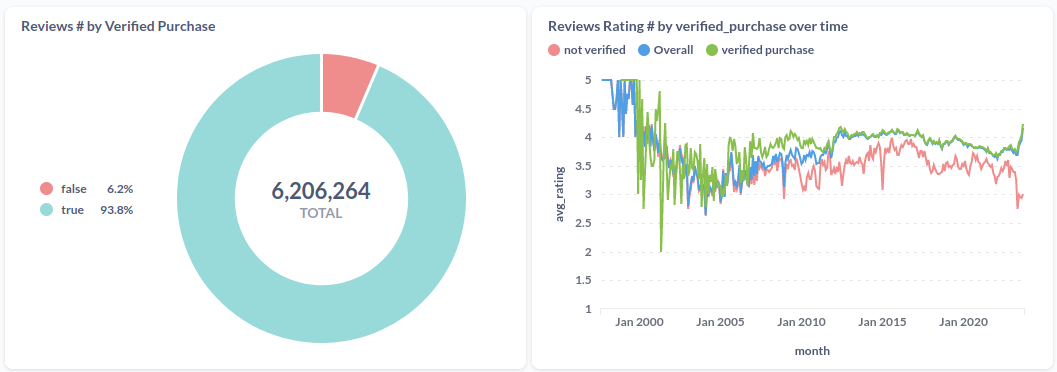 Reviews # by Verified Purchase
false 6.2%
true 93.8%
6,206,264
TOTAL
Reviews Rating # by verified_purchase over time
not verified Overall verified purchase
avg_rating
5
4.5
4
3.5
3
2.5
2
1.5
1
Jan 2000 Jan 2005 Jan 2010 Jan 2015 Jan 2020
month